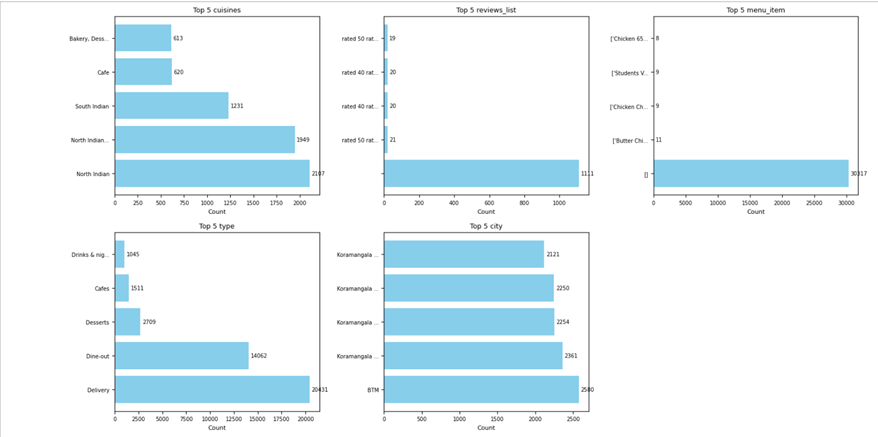 Top 5 cuisines
Bakery, Dess...
613
Cafe
620
South Indian
1231
North Indian...
1949
North Indian
2107
0 250 500 750 1000 1250 1500 1750 2000
Count
Top 5 reviews_list
rated 50 rat...
19
rated 40 rat...
20
rated 40 rat...
20
rated 50 rat...
21
1111
0 200 400 600 800 1000
Count
Top 5 menu_item
['Chicken 65...
8
['Students V...
9
['Chicken Ch...
9
['Butter Chi...
11
[]
30317
0 5000 10000 15000 20000 25000 30000
Count
Top 5 type
Drinks & nig...
1045
Cafes
1511
Desserts
2709
Dine-out
14062
Delivery
20431
0 2500 5000 7500 10000 12500 15000 17500 20000
Count
Top 5 city
Koramangala ...
2121
Koramangala ...
2250
Koramangala ...
2254
Koramangala ...
2361
BTM
2580
0 500 1000 1500 2000 2500
Count